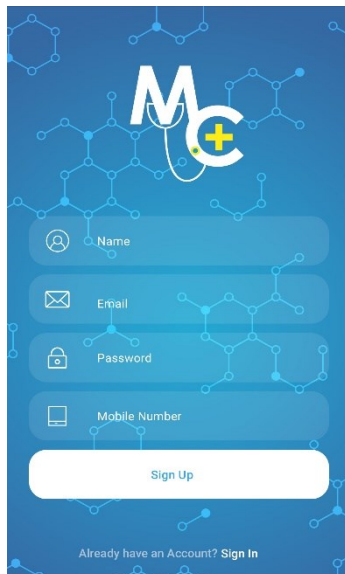 MC+
Name
Email
Password
Mobile Number
Sign Up
Already have an Account? Sign In